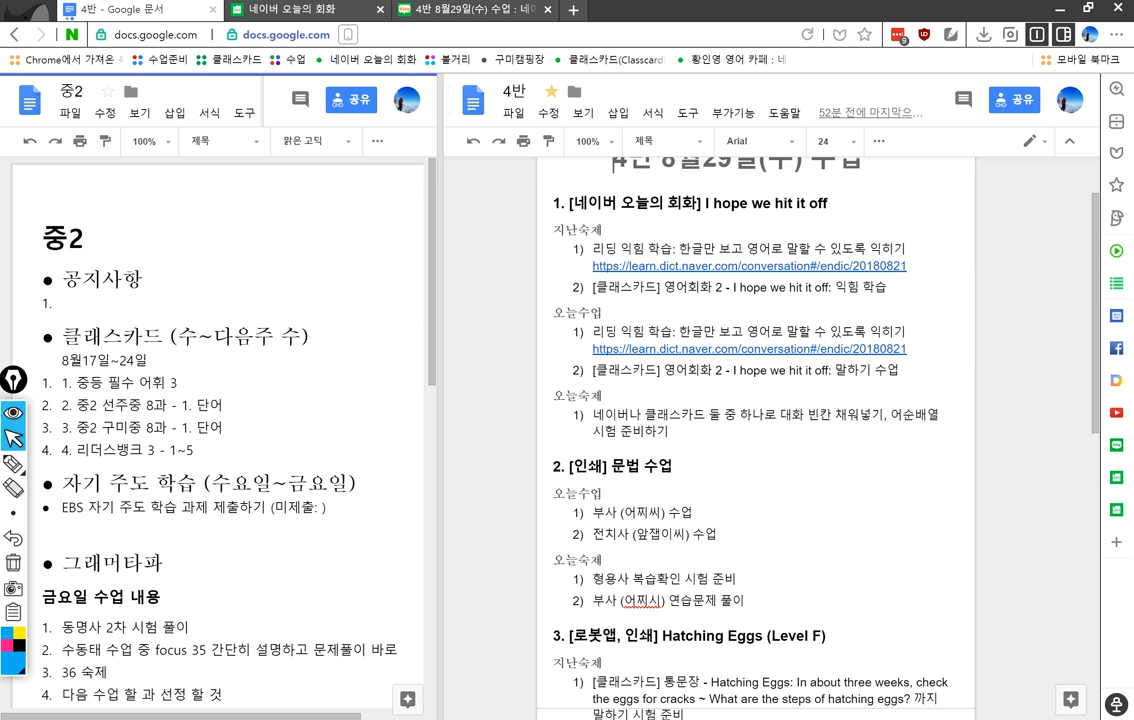 4반 - Google 문서
네이버 오늘의 회화
4반 8월29일(수) 수업 : 네
docs.google.com
docs.google.com
9
Chrome에서 가져온
수업준비
클래스카드
수업
네이버 오늘의 회화
볼거리
구미캠핑장
클래스카드(Classcard
황인영 영어 카페 : 네
모바일 북마크
중2
파일 수정 보기 삽입 서식 도구
공유
100% 제목 맑은 고딕
중2
공지사항
1.
클래스카드 (수~다음주 수)
8월17일~24일
1. 1. 중등 필수 어휘 3
2. 2. 중2 선주중 8과 - 1. 단어
3. 3. 중2 구미중 8과 - 1. 단어
4. 4. 리더스뱅크 3 - 1~5
자기 주도 학습 (수요일~금요일)
EBS 자기 주도 학습 과제 제출하기 (미제출: )
그래머타파
금요일 수업 내용
1. 동명사 2차 시험 풀이
2. 수동태 수업 중 focus 35 간단히 설명하고 문제풀이 바로
3. 36 숙제
4. 다음 수업 할 과 선정 할 것
4반
파일 수정 보기 삽입 서식 도구 부가기능 도움말 52분 전에 마지막으...
공유
100% 제목 Arial 24
4반 8월29일(수) 수업
1. [네이버 오늘의 회화] I hope we hit it off
지난숙제
1) 리딩 익힘 학습: 한글만 보고 영어로 말할 수 있도록 익히기
https://learn.dict.naver.com/conversation#/endic/20180821
2) [클래스카드] 영어회화 2 - I hope we hit it off: 익힘 학습
오늘수업
1) 리딩 익힘 학습: 한글만 보고 영어로 말할 수 있도록 익히기
https://learn.dict.naver.com/conversation#/endic/20180821
2) [클래스카드] 영어회화 2 - I hope we hit it off: 말하기 수업
오늘숙제
1) 네이버나 클래스카드 둘 중 하나로 대화 빈칸 채워넣기, 어순배열
시험 준비하기
2. [인쇄] 문법 수업
오늘수업
1) 부사 (어찌씨) 수업
2) 전치사 (앞잡이씨) 수업
오늘숙제
1) 형용사 복습확인 시험 준비
2) 부사 (어찌시) 연습문제 풀이
3. [로봇앱, 인쇄] Hatching Eggs (Level F)
지난숙제
1) [클래스카드] 통문장 - Hatching Eggs: In about three weeks, check
the eggs for cracks ~ What are the steps of hatching eggs? 까지
말하기 시험 준비